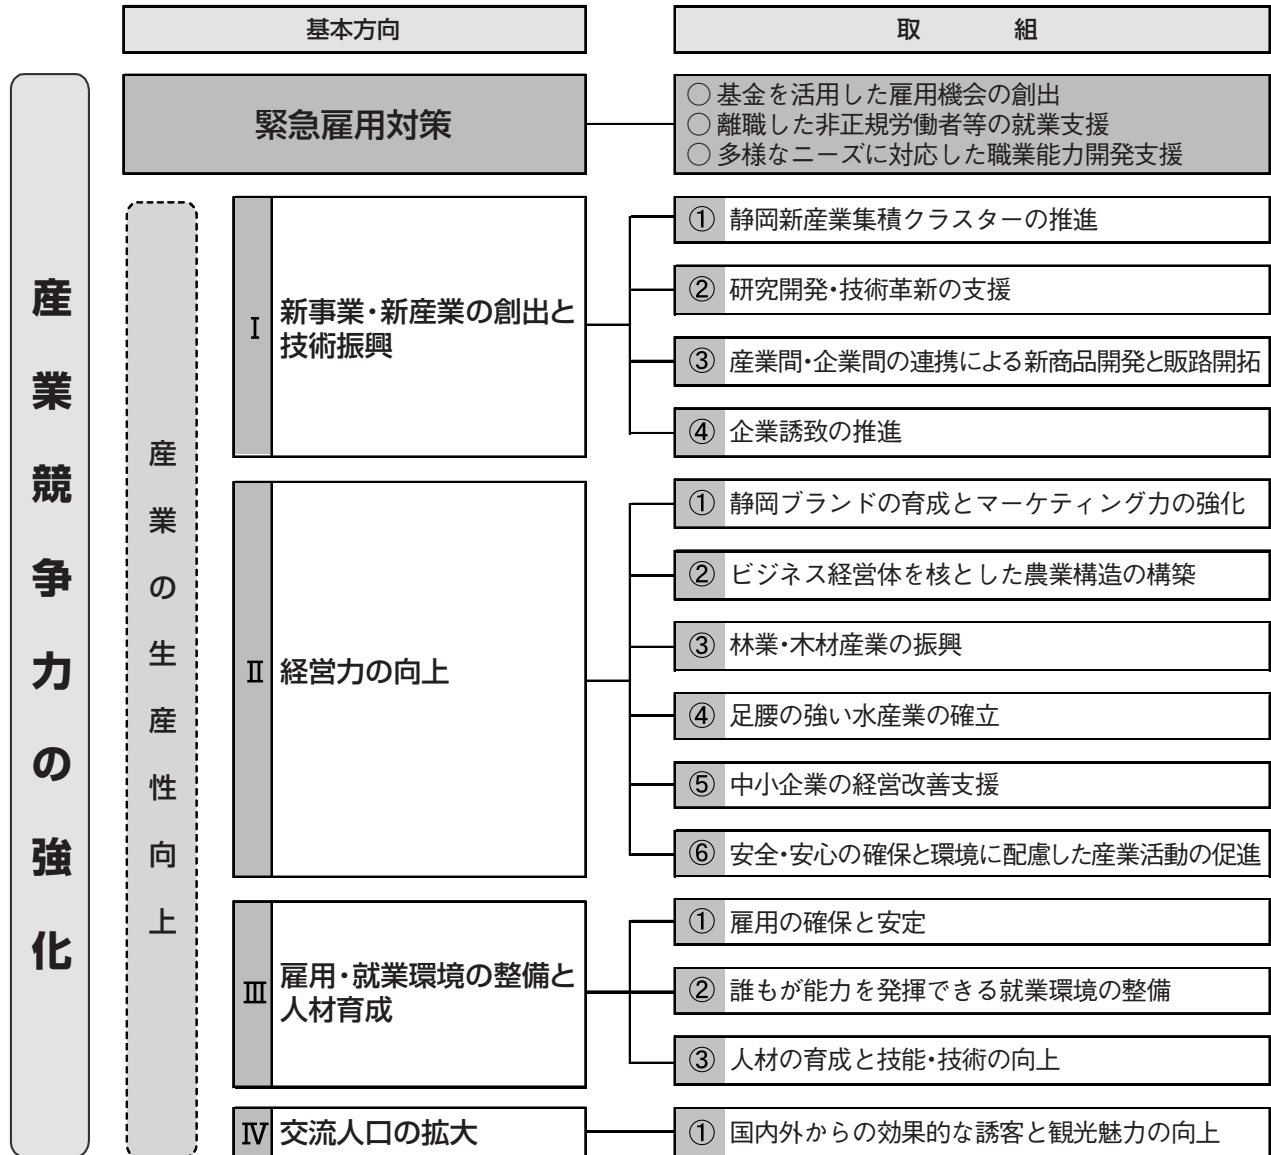 基本方向
取　組
産業競争力の強化
緊急雇用対策
○ 基金を活用した雇用機会の創出
○ 離職した非正規労働者等の就業支援
○ 多様なニーズに対応した職業能力開発支援
産業の生産性向上
Ⅰ
新事業・新産業の創出と
技術振興
① 静岡新産業集積クラスターの推進
② 研究開発・技術革新の支援
③ 産業間・企業間の連携による新商品開発と販路開拓
④ 企業誘致の推進
Ⅱ 経営力の向上
① 静岡ブランドの育成とマーケティング力の強化
② ビジネス経営体を核とした農業構造の構築
③ 林業・木材産業の振興
④ 足腰の強い水産業の確立
⑤ 中小企業の経営改善支援
⑥ 安全・安心の確保と環境に配慮した産業活動の促進
Ⅲ
雇用・就業環境の整備と
人材育成
① 雇用の確保と安定
② 誰もが能力を発揮できる就業環境の整備
③ 人材の育成と技能・技術の向上
Ⅳ 交流人口の拡大
① 国内外からの効果的な誘客と観光魅力の向上